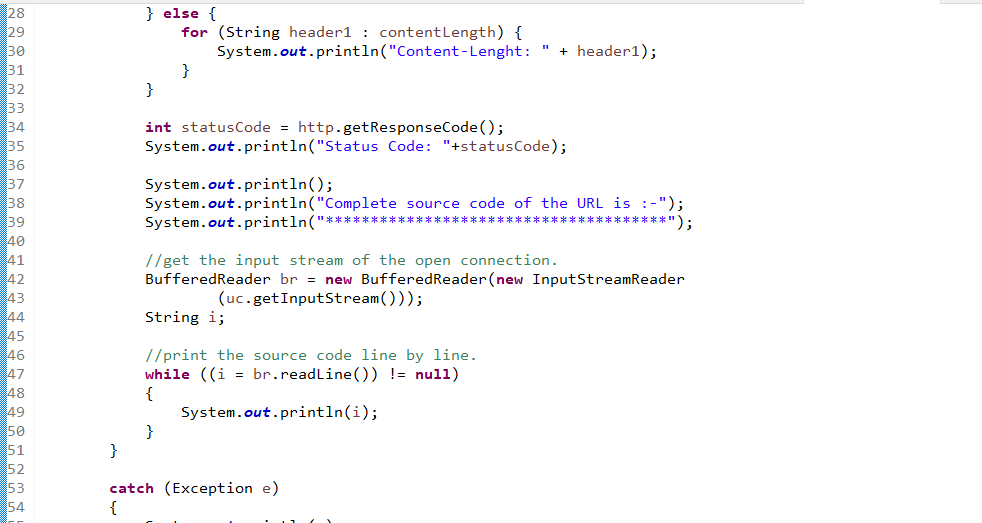 28 } else {
29 for (String header1 : contentLength) {
30 System.out.println("Content-Lenght: " + header1);
31 }
32 }
33
34 int statusCode = http.getResponseCode();
35 System.out.println("Status Code: "+statusCode);
36
37 System.out.println();
38 System.out.println("Complete source code of the URL is :-");
39 System.out.println("**************************************");
40
41 //get the input stream of the open connection.
42 BufferedReader br = new BufferedReader(new InputStreamReader
43 (uc.getInputStream()));
44 String i;
45
46 //print the source code line by line.
47 while ((i = br.readLine()) != null)
48 {
49 System.out.println(i);
50 }
51 }
52
53 catch (Exception e)
54 {